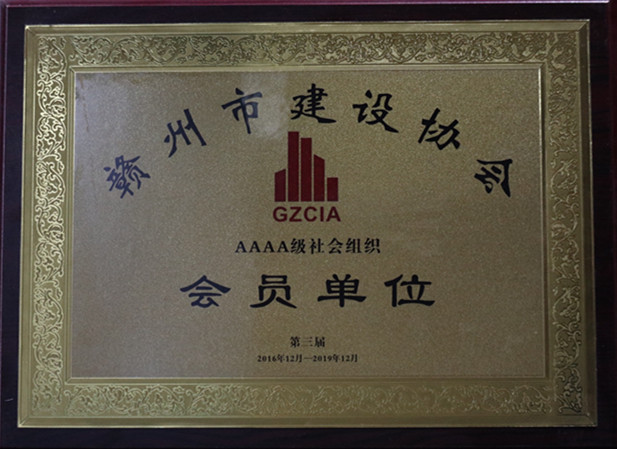 赣州市建设协会
GZCIA
AAAA级社会组织
会员单位
第三届
2016年12月—2019年12月